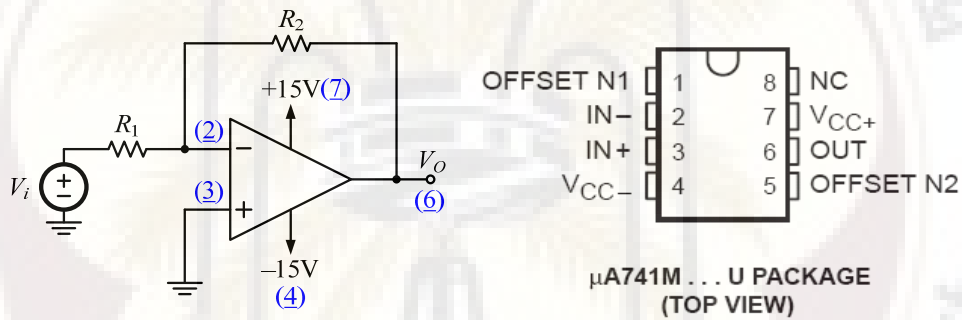 R2
+15V(7)
R1
(2)
−
Vi
+
−
(3)
+
VO
(6)
−15V
(4)
OFFSET N1 1 8 NC
IN− 2 7 VCC+
IN+ 3 6 OUT
VCC− 4 5 OFFSET N2
μA741M . . . U PACKAGE
(TOP VIEW)